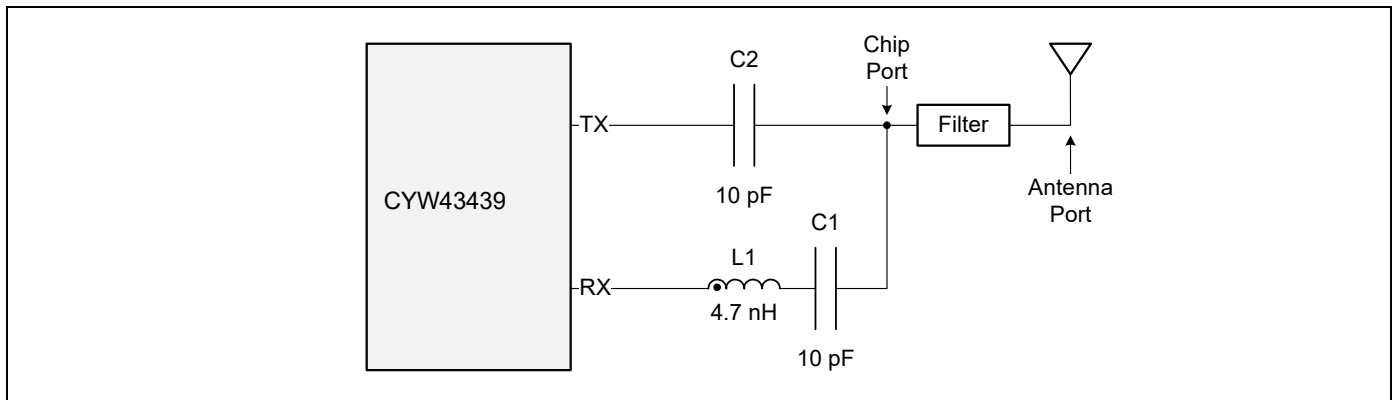 C2
Chip
Port
TX
Filter
CYW43439
10 pF
Antenna
Port
C1
L1
RX
4.7 nH
10 pF